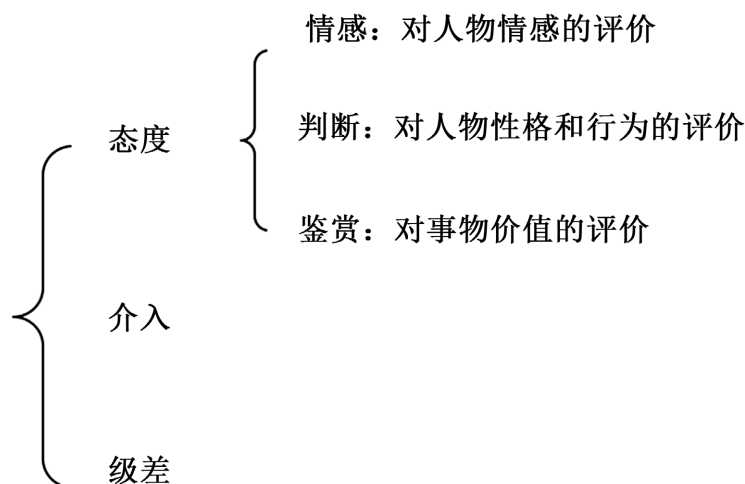 情感：对人物情感的评价
态度
判断：对人物性格和行为的评价
鉴赏：对事物价值的评价
介入
级差